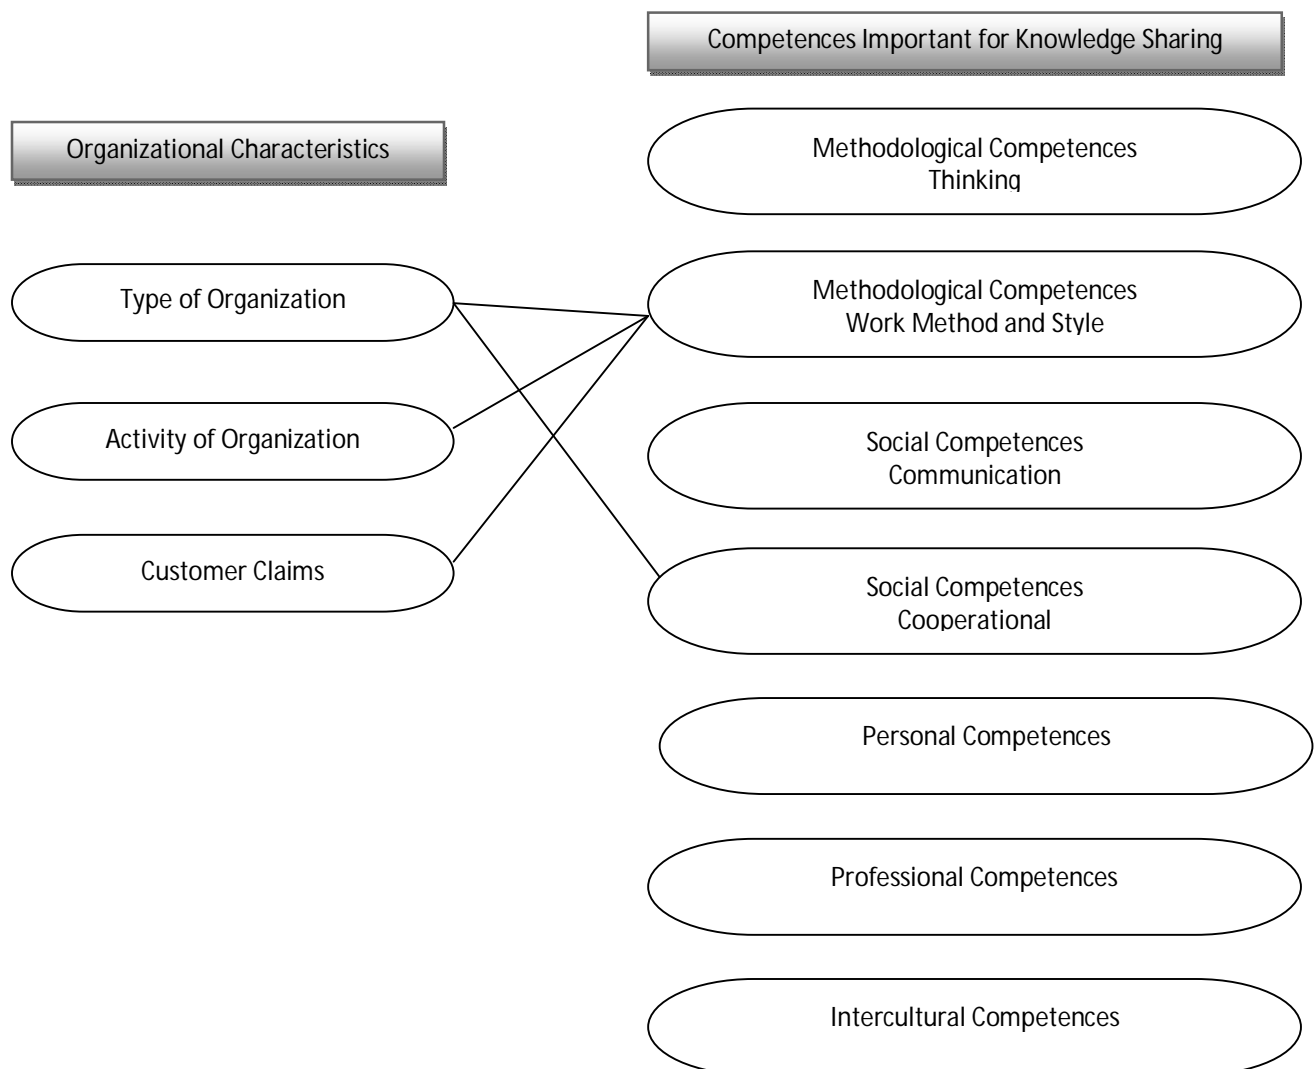 Competences Important for Knowledge Sharing
Organizational Characteristics
Methodological Competences
Thinking
Type of Organization
Methodological Competences
Work Method and Style
Activity of Organization
Social Competences
Communication
Customer Claims
Social Competences
Cooperational
Personal Competences
Professional Competences
Intercultural Competences